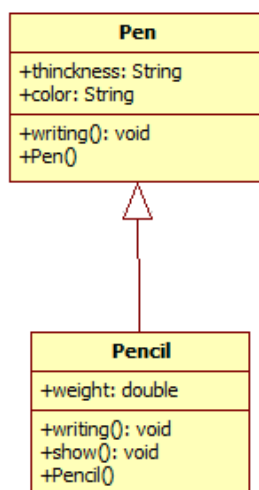 Pen
+thinckness: String
+color: String
+writing(): void
+Pen()
Pencil
+weight: double
+writing(): void
+show(): void
+Pencil()